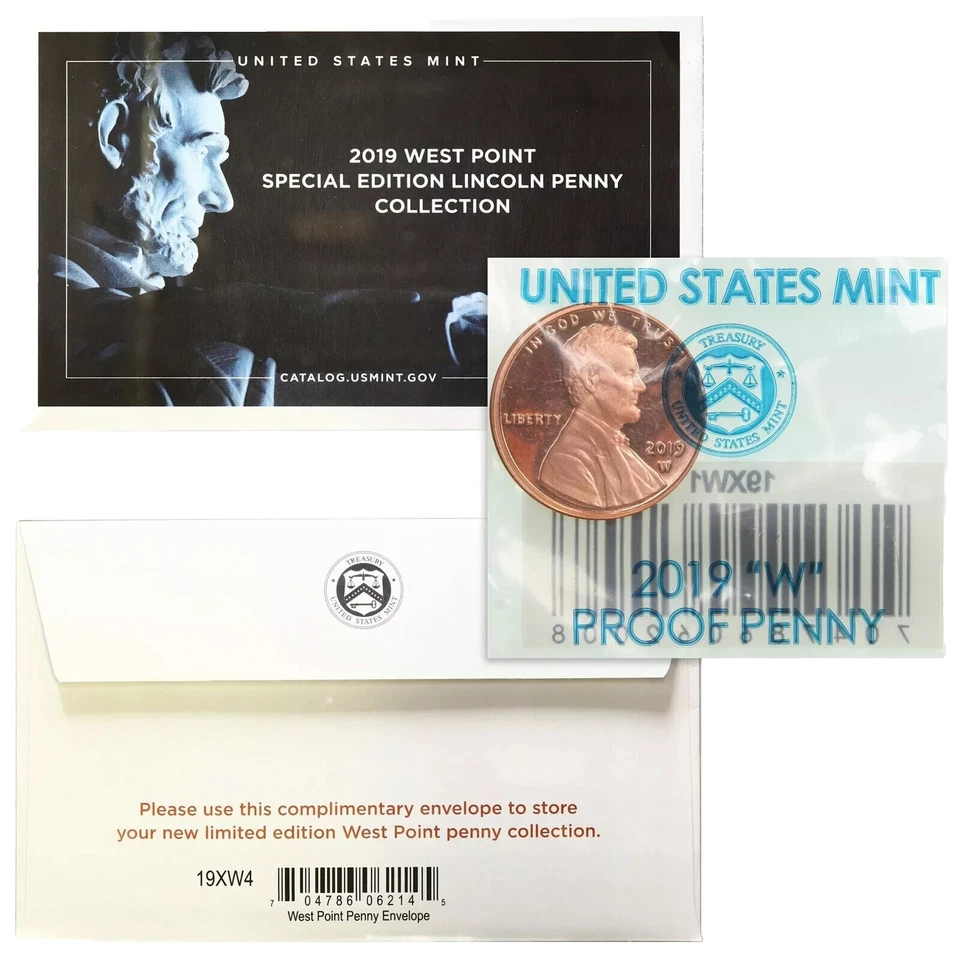 UNITED STATES MINT
2019 WEST POINT
SPECIAL EDITION LINCOLN PENNY
COLLECTION
CATALOG.USMINT.GOV
UNITED STATES MINT
TREASURY
UNITED STATES MINT
IN GOD WE TRUST
LIBERTY
2019
W
19XW1
2019 "W"
PROOF PENNY
TREASURY
UNITED STATES MINT
Please use this complimentary envelope to store
your new limited edition West Point penny collection.
19XW4
7 04786 06214 5
West Point Penny Envelope